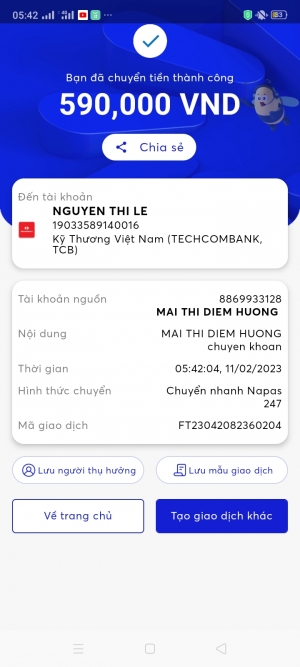 05:42
Bạn đã chuyển tiền thành công
590,000 VND
Chia sẻ
Đến tài khoản
NGUYEN THI LE
19033589140016
Kỹ Thương Việt Nam (TECHCOMBANK,
TCB)
Tài khoản nguồn 8869933128
MAI THI DIEM HUONG
Nội dung MAI THI DIEM HUONG
chuyen khoan
Thời gian 05:42:04, 11/02/2023
Hình thức chuyển Chuyển nhanh Napas
247
Mã giao dịch FT23042082360204
Lưu người thụ hưởng Lưu mẫu giao dịch
Về trang chủ Tạo giao dịch khác